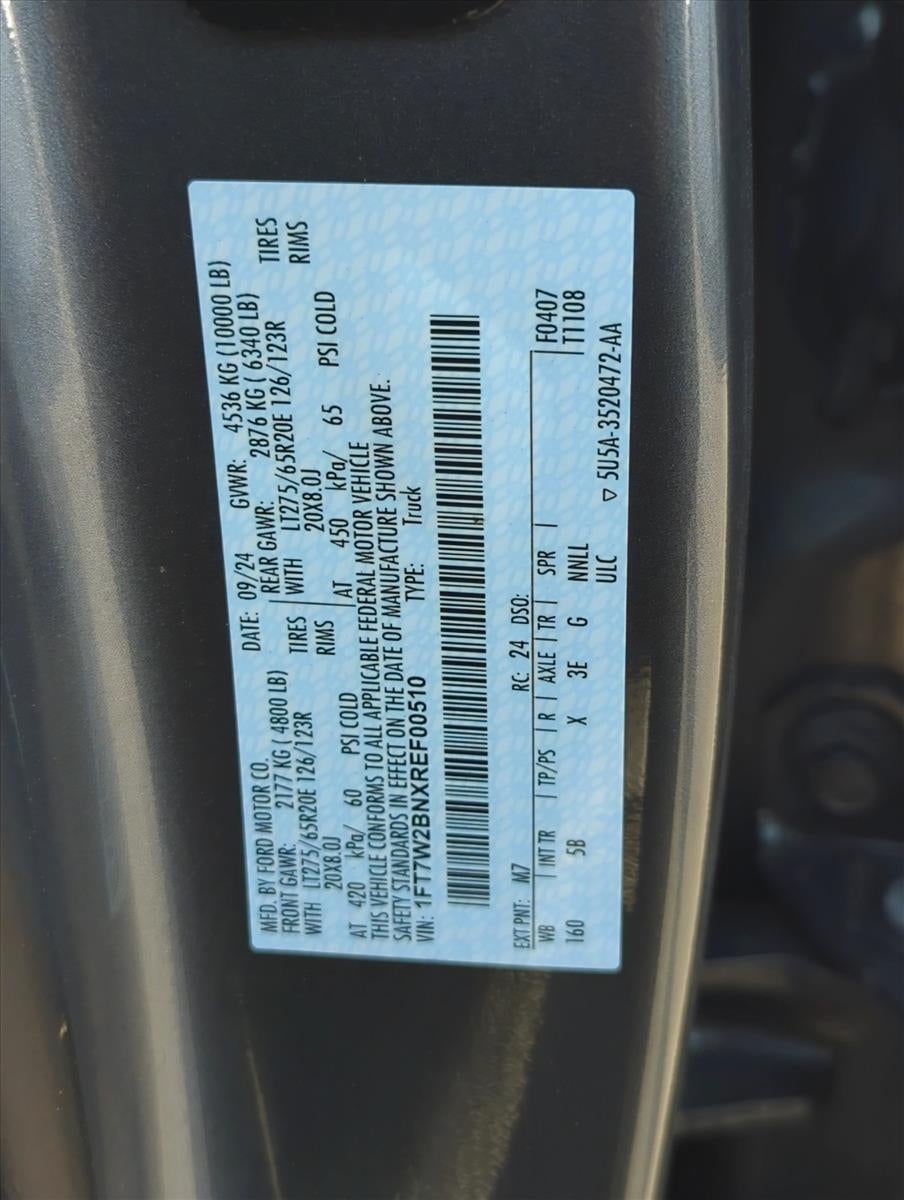 MFD. BY FORD MOTOR CO. DATE: 09/24 GVWR: 4536 KG (10000 LB)
FRONT GAWR: 2177 KG ( 4800 LB) REAR GAWR: 2876 KG ( 6340 LB)
WITH LT275/65R20E 126/123R TIRES WITH LT275/65R20E 126/123R TIRES
20X8.0J RIMS 20X8.0J RIMS
AT 420 kPa/ 60 PSI COLD AT 450 kPa/ 65 PSI COLD
THIS VEHICLE CONFORMS TO ALL APPLICABLE FEDERAL MOTOR VEHICLE
SAFETY STANDARDS IN EFFECT ON THE DATE OF MANUFACTURE SHOWN ABOVE.
VIN: 1FT7W2BNXREF00510 TYPE: Truck
EXT PNT: M7 RC: 24 DSO:
WB | INT TR | TP/PS | R | AXLE | TR | SPR | F0407
160 5B X 3E G NNLL T1108
ULC ▽ 5U5A-3520472-AA